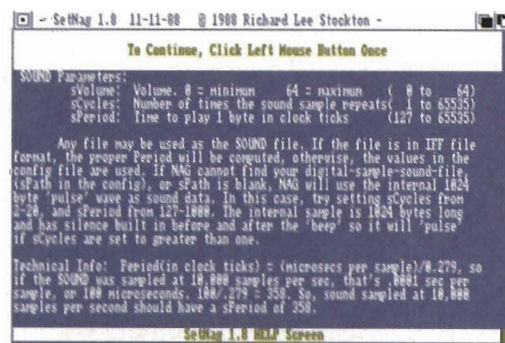 - SetNag 1.8 11-11-88 @ 1988 Richard Lee Stockton -
To Continue, Click Left Mouse Button Once
SOUND Parameters:
sVolume: Volume. 0 = minimum 64 = maximum ( 0 to 64)
sCycles: Number of times the sound sample repeats( 1 to 65535)
sPeriod: Time to play 1 byte in clock ticks (127 to 65535)
Any file may be used as the SOUND file. If the file is in IFF file
format, the proper Period will be computed, otherwise, the values in the
config file are used. If NAG cannot find your digital-sample-sound-file,
(sPath in the config), or sPath is blank, NAG will use the internal 1024
byte 'pulse' wave as sound data. In this case, try setting sCycles from
2-20, and sPeriod from 127-1000. The internal sample is 1024 bytes long
and has silence built in before and after the 'beep' so it will 'pulse'
if sCycles are set to greater than one.
Technical Info: Period(in clock ticks) = (microsecs per sample)/0.279, so
if the SOUND was sampled at 10,000 samples per sec, that's .0001 sec per
sample, or 100 microseconds. 100/.279 = 358. So, sound sampled at 10,000
samples per second should have a sPeriod of 358.
SetNag 1.8 HELP Screen